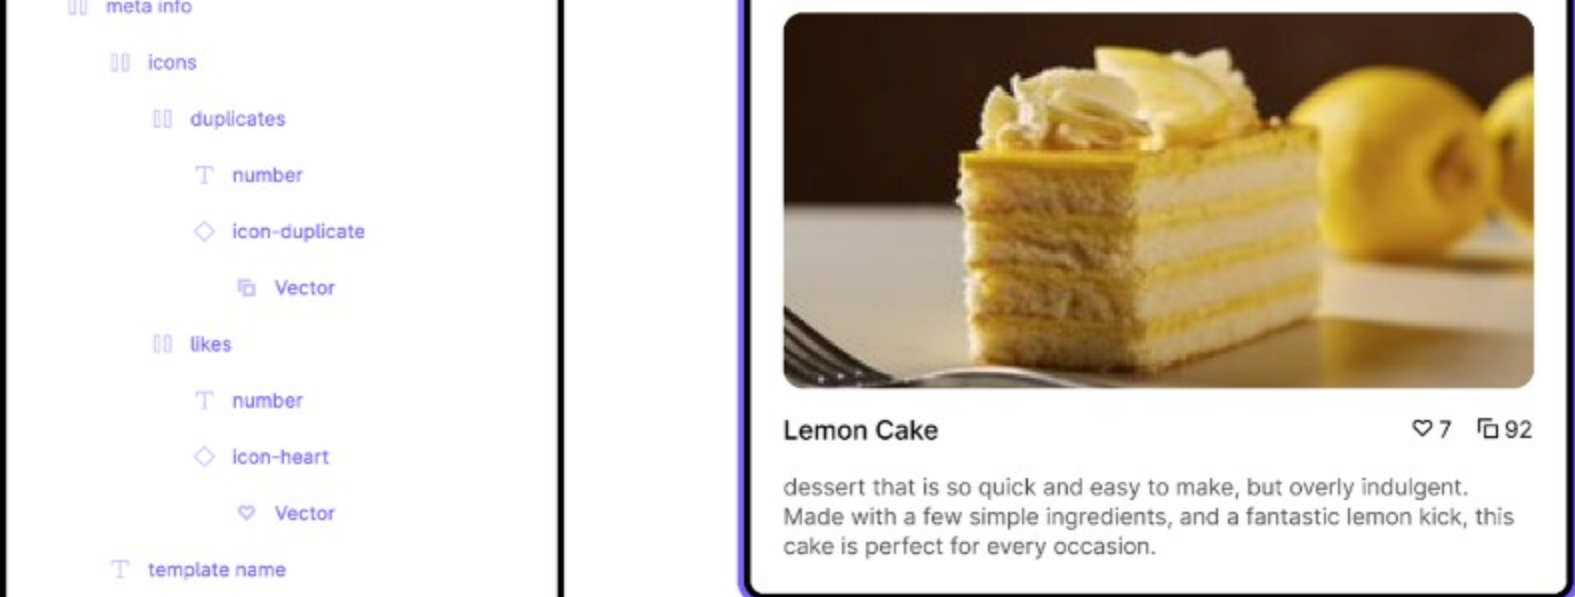 meta info
icons
duplicates
number
icon-duplicate
Vector
likes
number
icon-heart
Vector
template name
Lemon Cake
7
92
dessert that is so quick and easy to make, but overly indulgent.
Made with a few simple ingredients, and a fantastic lemon kick, this
cake is perfect for every occasion.